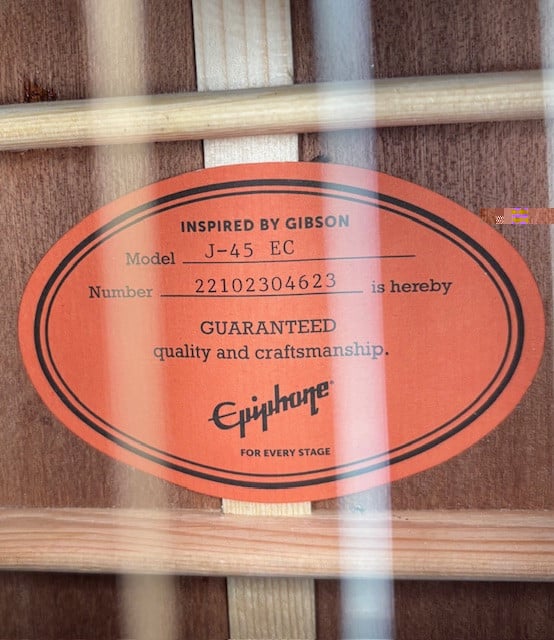 INSPIRED BY GIBSON
Model J-45 EC
Number 22102304623 is hereby
GUARANTEED
quality and craftsmanship.
Epiphone
FOR EVERY STAGE